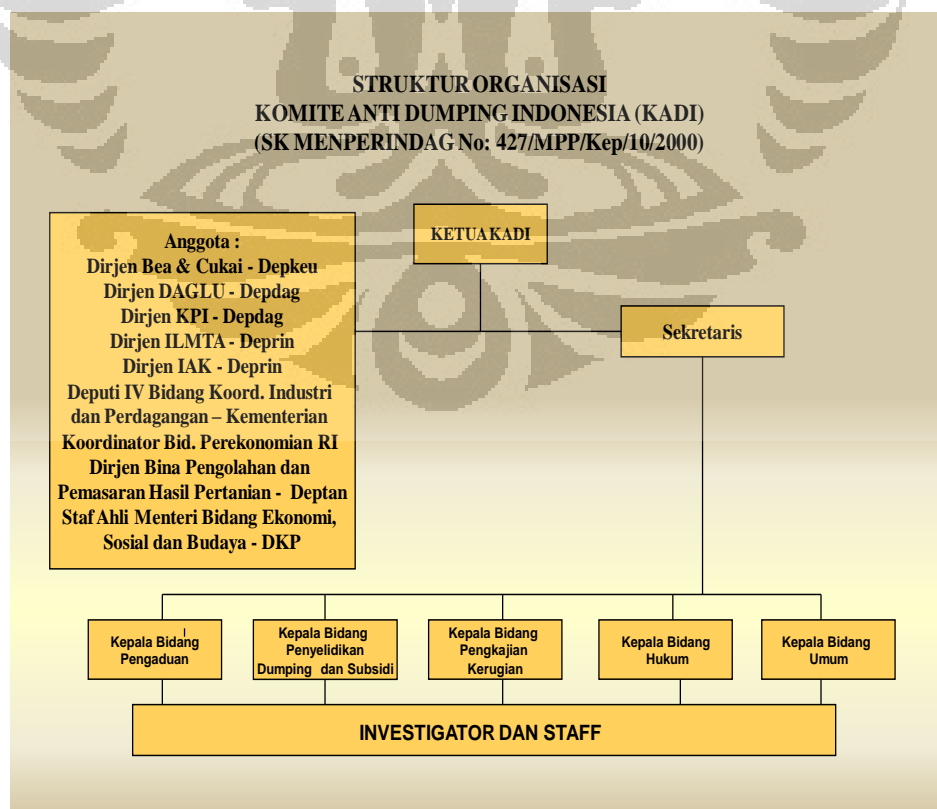 STRUKTUR ORGANISASI
KOMITE ANTI DUMPING INDONESIA (KADI)
(SK MENPERINDAG No: 427/MPP/Kep/10/2000)
KETUA KADI
Anggota :
Dirjen Bea & Cukai - Depkeu
Dirjen DAGLU - Depdag
Dirjen KPI - Depdag
Dirjen ILMTA - Deprin
Dirjen IAK - Deprin
Deputi IV Bidang Koord. Industri
dan Perdagangan – Kementerian
Koordinator Bid. Perekonomian RI
Dirjen Bina Pengolahan dan
Pemasaran Hasil Pertanian - Deptan
Staf Ahli Menteri Bidang Ekonomi,
Sosial dan Budaya - DKP
Sekretaris
Kepala Bidang
Pengaduan
Kepala Bidang
Penyelidikan
Dumping dan Subsidi
Kepala Bidang
Pengkajian
Kerugian
Kepala Bidang
Hukum
Kepala Bidang
Umum
INVESTIGATOR DAN STAFF